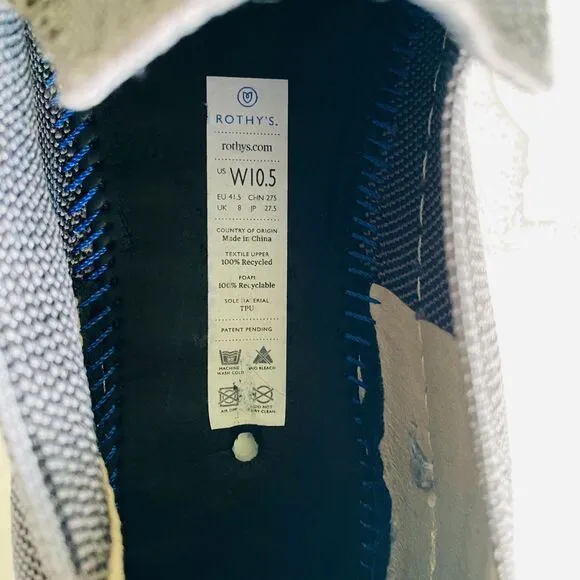 ROTHY'S.
rothys.com
US W10.5
EU 41.5 CHN 275
UK 8 JP 27.5
COUNTRY OF ORIGIN
Made in China
TEXTILE UPPER
100% Recycled
FOAM
100% Recyclable
SOLE MATERIAL
TPU
PATENT PENDING
MACHINE NO BLEACH
WASH COLD
AIR DRY DO NOT
DRY CLEAN